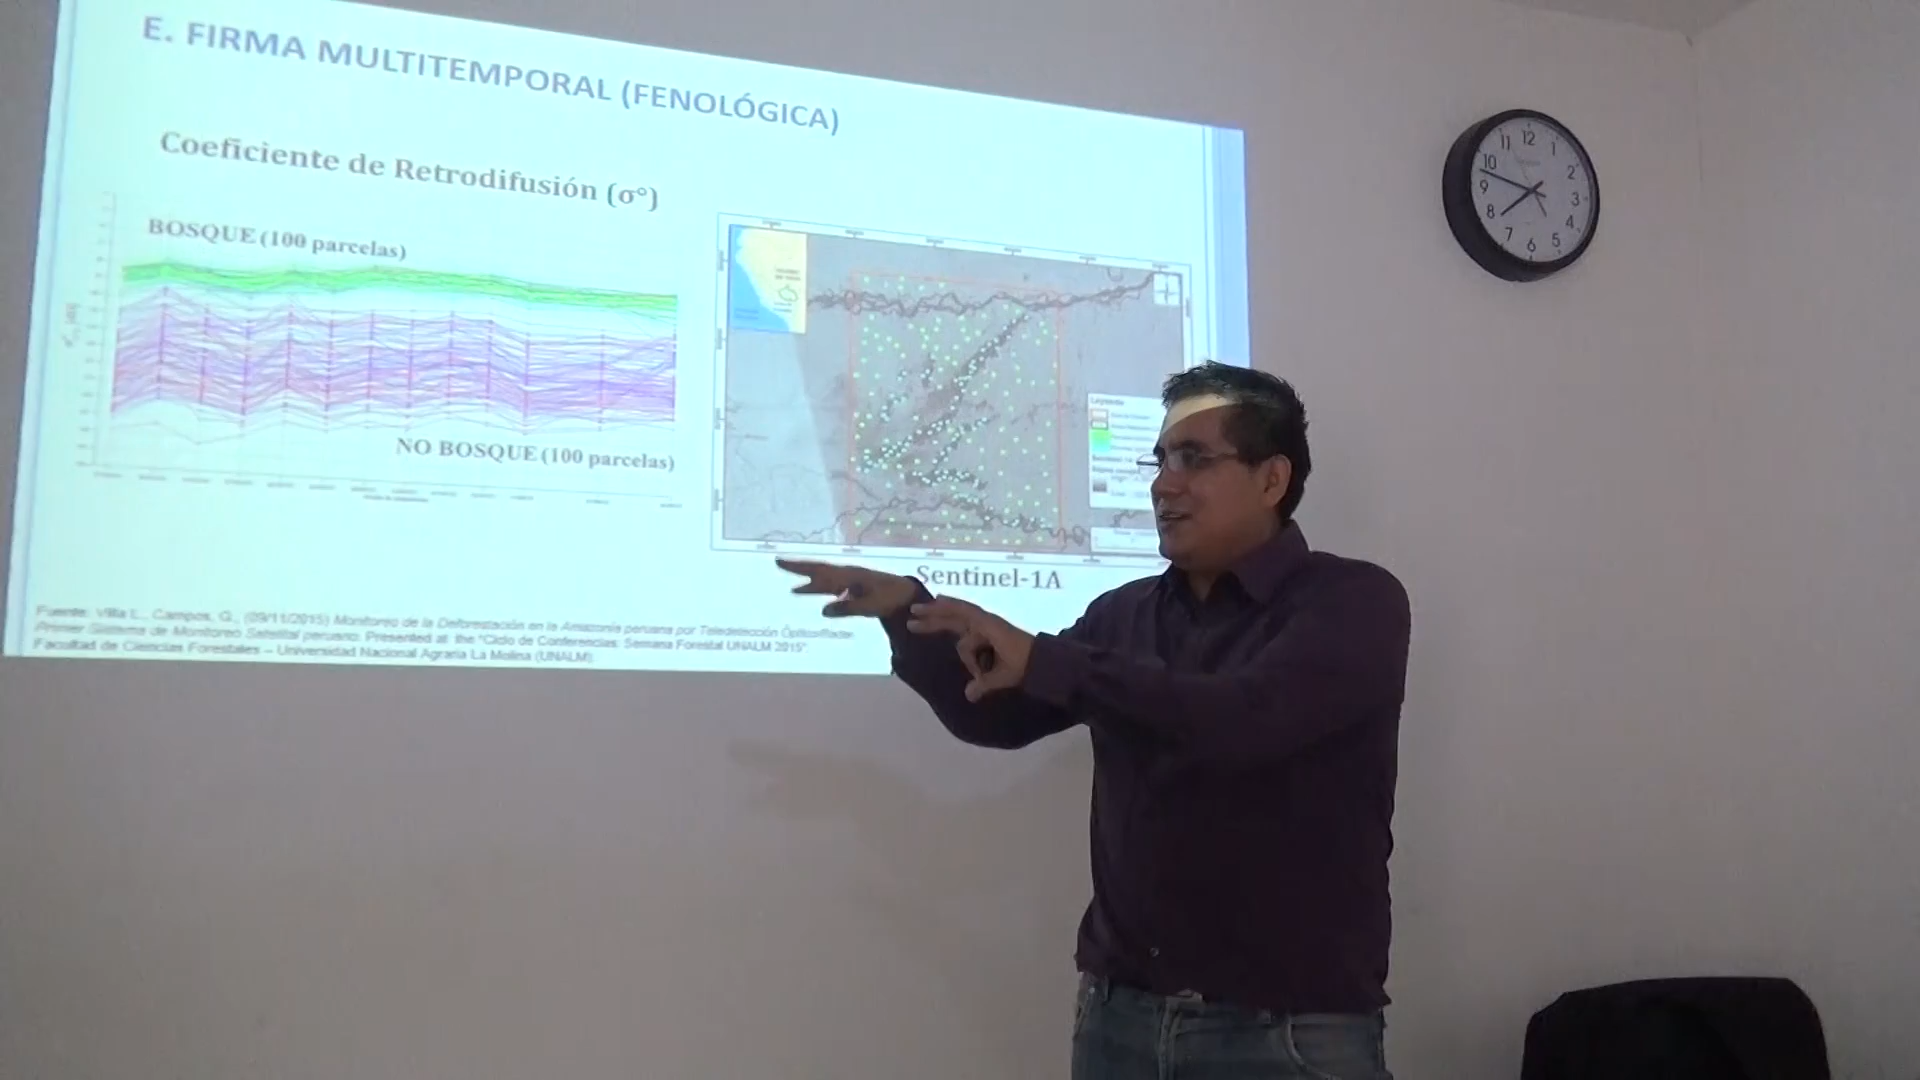 E. FIRMA MULTITEMPORAL (FENOLÓGICA)
Coeficiente de Retrodifusión (σ°)
BOSQUE (100 parcelas)
NO BOSQUE (100 parcelas)
Leyenda
Sentinel-1A
Fuente: Villa L., Campos, G., (09/11/2015) Monitoreo de la Deforestación en la Amazonía peruana por Teledetección Óptico/Radar.
Primer Sistema de Monitoreo Satelital peruano. Presented at the "Ciclo de Conferencias: Semana Forestal UNALM 2015".
Facultad de Ciencias Forestales – Universidad Nacional Agraria La Molina (UNALM).
12
1
2
3
4
5
6
7
8
9
10
11